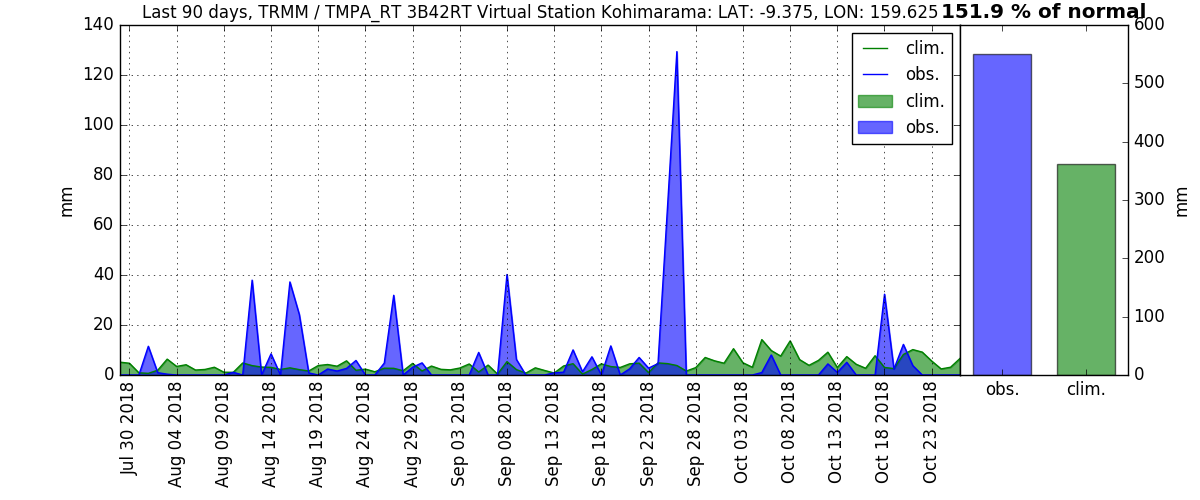 Last 90 days, TRMM / TMPA_RT 3B42RT Virtual Station Kohimarama: LAT: -9.375, LON: 159.625 151.9 % of normal
140
120
100
80
60
40
20
0
mm
clim.
obs.
clim.
obs.
600
500
400
300
200
100
0
mm
Jul 30 2018
Aug 04 2018
Aug 09 2018
Aug 14 2018
Aug 19 2018
Aug 24 2018
Aug 29 2018
Sep 03 2018
Sep 08 2018
Sep 13 2018
Sep 18 2018
Sep 23 2018
Sep 28 2018
Oct 03 2018
Oct 08 2018
Oct 13 2018
Oct 18 2018
Oct 23 2018
obs. clim.